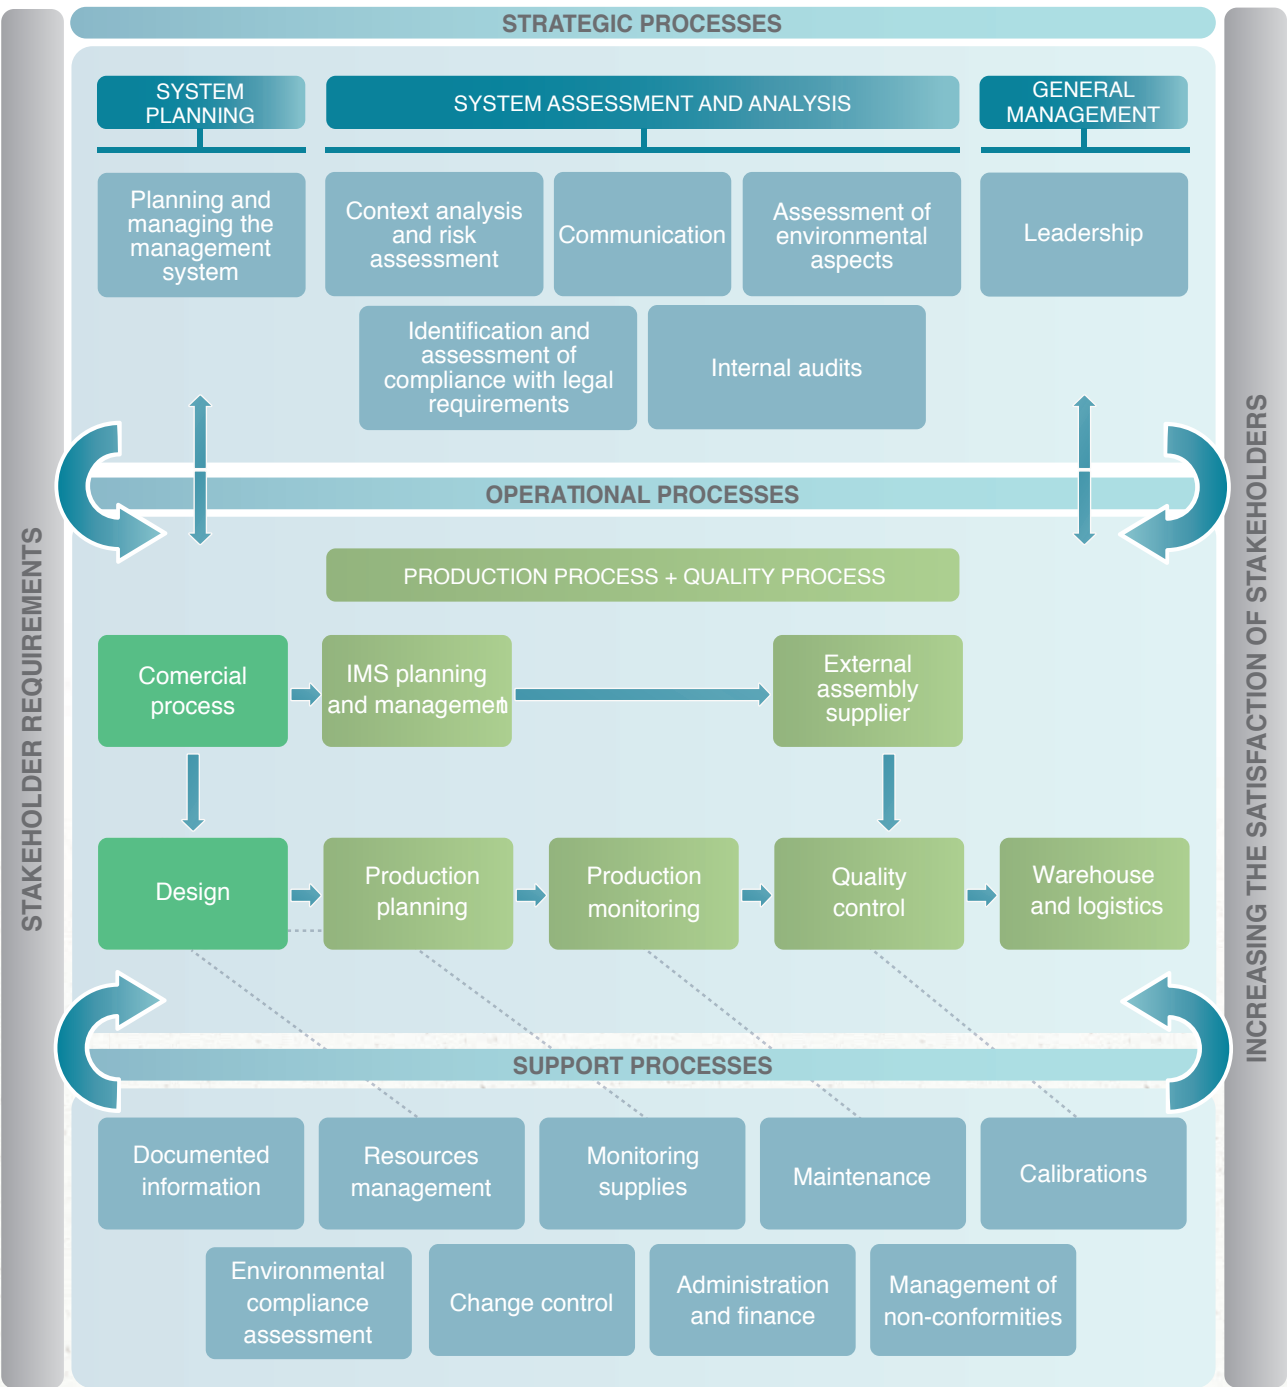 STRATEGIC PROCESSES
SYSTEM
PLANNING
SYSTEM ASSESSMENT AND ANALYSIS
GENERAL
MANAGEMENT
Planning and
managing the
management
system
Context analysis
and risk
assessment
Communication
Assessment of
environmental
aspects
Leadership
Identification and
assessment of
compliance with legal
requirements
Internal audits
STAKEHOLDER REQUIREMENTS
INCREASING THE SATISFACTION OF STAKEHOLDERS
OPERATIONAL PROCESSES
PRODUCTION PROCESS + QUALITY PROCESS
Comercial
process
IMS planning
and management
External
assembly
supplier
Design
Production
planning
Production
monitoring
Quality
control
Warehouse
and logistics
SUPPORT PROCESSES
Documented
information
Resources
management
Monitoring
supplies
Maintenance
Calibrations
Environmental
compliance
assessment
Change control
Administration
and finance
Management of
non-conformities